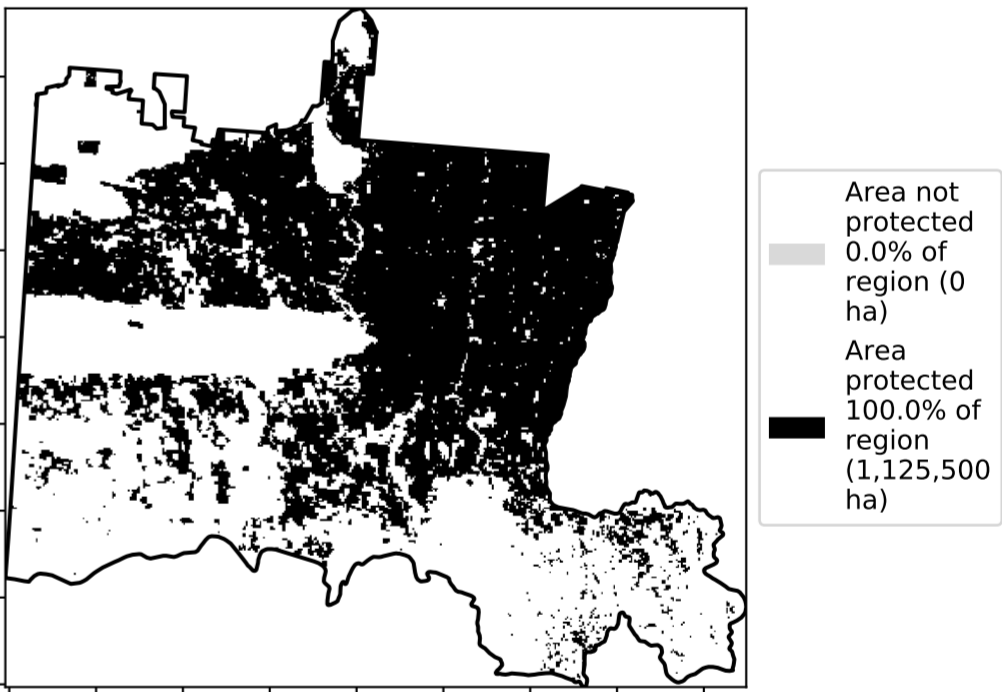 Area not
protected
0.0% of
region (0
ha)
Area
protected
100.0% of
region
(1,125,500
ha)